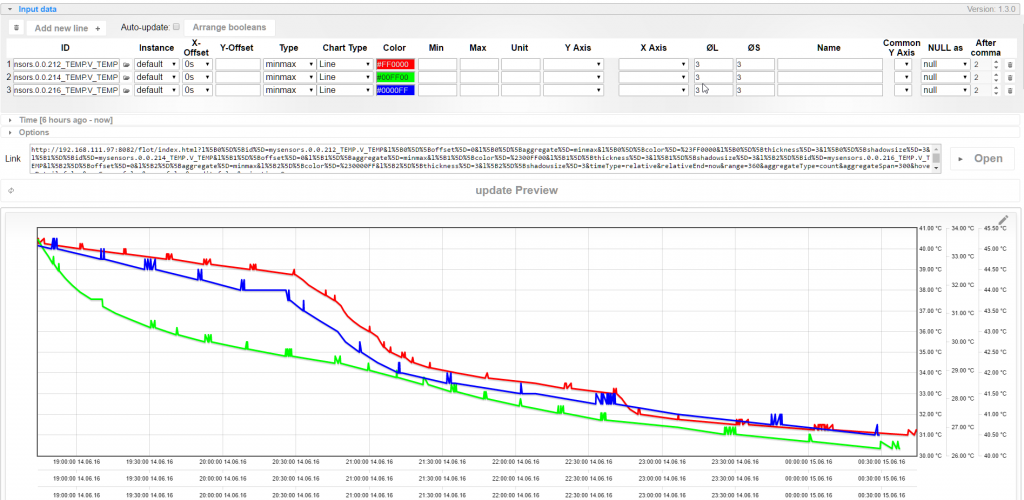 Input data Version: 1.3.0
Add new line + Auto-update: Arrange booleans
ID Instance X-Offset Y-Offset Type Chart Type Color Min Max Unit Y Axis X Axis ØL ØS Name Common Y Axis NULL as After comma
1 nsors.0.0.212_TEMP.V_TEMP default 0s minmax Line #FF0000 3 3 null 2
2 nsors.0.0.214_TEMP.V_TEMP default 0s minmax Line #00FF00 3 3 null 2
3 nsors.0.0.216_TEMP.V_TEMP default 0s minmax Line #0000FF 3 3 null 2
Time [6 hours ago - now]
Options
Link
http://192.168.111.97:8082/flot/index.html?l%5B0%5D%5Bid%5D=mysensors.0.0.212_TEMP.V_TEMP&l%5B0%5D%5Boffset%5D=0&l%5B0%5D%5Baggregate%5D=minmax&l%5B0%5D%5Bcolor%5D=%23FF0000&l%5B0%5D%5Bthickness%5D=3&l%5B0%5D%5Bshadowsize%5D=3&
l%5B1%5D%5Bid%5D=mysensors.0.0.214_TEMP.V_TEMP&l%5B1%5D%5Boffset%5D=0&l%5B1%5D%5Baggregate%5D=minmax&l%5B1%5D%5Bcolor%5D=%2300FF00&l%5B1%5D%5Bthickness%5D=3&l%5B1%5D%5Bshadowsize%5D=3&l%5B2%5D%5Bid%5D=mysensors.0.0.216_TEMP.V_T
EMP&l%5B2%5D%5Boffset%5D=0&l%5B2%5D%5Baggregate%5D=minmax&l%5B2%5D%5Bcolor%5D=%230000FF&l%5B2%5D%5Bthickness%5D=3&l%5B2%5D%5Bshadowsize%5D=3&timeType=relative&relativeEnd=now&range=360&aggregateType=count&aggregateSpan=300&hove
Open
update Preview
41.00 °C 34.00 °C 45.50 °C
40.00 °C 33.00 °C 45.00 °C
39.00 °C 33.00 °C 44.50 °C
38.00 °C 32.00 °C 44.00 °C
37.00 °C 31.00 °C 43.50 °C
36.00 °C 30.00 °C 43.00 °C
35.00 °C 30.00 °C 42.50 °C
34.00 °C 29.00 °C 42.00 °C
33.00 °C 28.00 °C 41.50 °C
32.00 °C 27.00 °C 41.00 °C
31.00 °C 27.00 °C 40.50 °C
30.00 °C 26.00 °C 40.00 °C
19:00:00 14.06.16 19:30:00 14.06.16 20:00:00 14.06.16 20:30:00 14.06.16 21:00:00 14.06.16 21:30:00 14.06.16 22:00:00 14.06.16 22:30:00 14.06.16 23:00:00 14.06.16 23:30:00 14.06.16 00:00:00 15.06.16 00:30:00 15.06.16
19:00:00 14.06.16 19:30:00 14.06.16 20:00:00 14.06.16 20:30:00 14.06.16 21:00:00 14.06.16 21:30:00 14.06.16 22:00:00 14.06.16 22:30:00 14.06.16 23:00:00 14.06.16 23:30:00 14.06.16 00:00:00 15.06.16 00:30:00 15.06.16
19:00:00 14.06.16 19:30:00 14.06.16 20:00:00 14.06.16 20:30:00 14.06.16 21:00:00 14.06.16 21:30:00 14.06.16 22:00:00 14.06.16 22:30:00 14.06.16 23:00:00 14.06.16 23:30:00 14.06.16 00:00:00 15.06.16 00:30:00 15.06.16